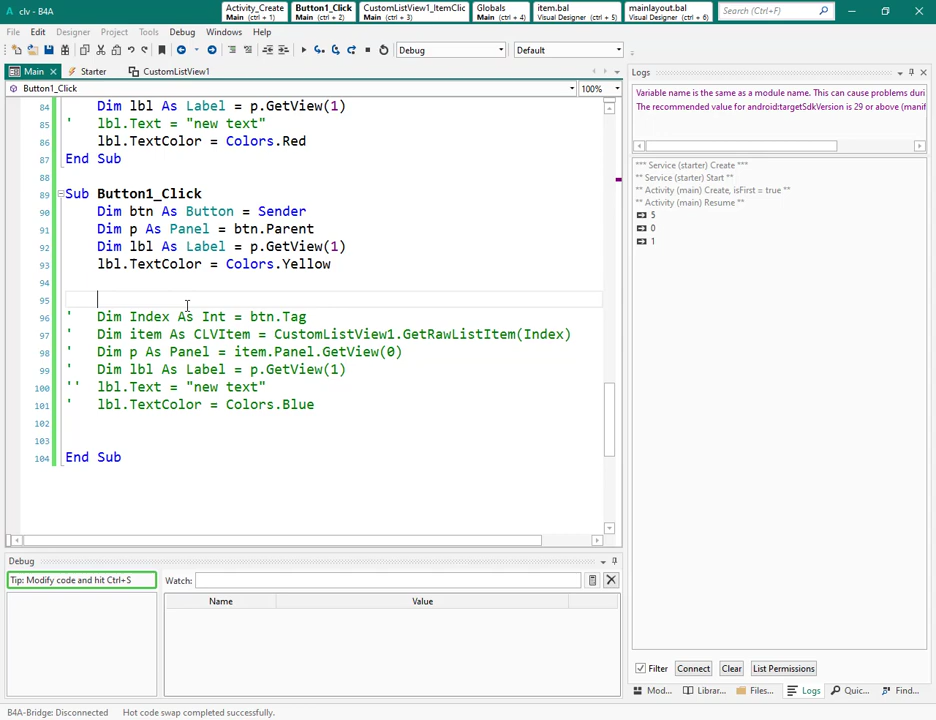 clv - B4A
Activity_Create
Main (ctrl + 1)
Button1_Click
Main (ctrl + 2)
CustomListView1_ItemClic
Main (ctrl + 3)
Globals
Main (ctrl + 4)
item.bal
Visual Designer (ctrl + 5)
mainlayout.bal
Visual Designer (ctrl + 6)
Search (Ctrl+F)
File Edit Designer Project Tools Debug Windows Help
Debug Default
Main Starter CustomListView1
Button1_Click 100%
84 Dim lbl As Label = p.GetView(1)
85 ' lbl.Text = "new text"
86 lbl.TextColor = Colors.Red
87 End Sub
88
89 Sub Button1_Click
90 Dim btn As Button = Sender
91 Dim p As Panel = btn.Parent
92 Dim lbl As Label = p.GetView(1)
93 lbl.TextColor = Colors.Yellow
94
95
96 ' Dim Index As Int = btn.Tag
97 ' Dim item As CLVItem = CustomListView1.GetRawListItem(Index)
98 ' Dim p As Panel = item.Panel.GetView(0)
99 ' Dim lbl As Label = p.GetView(1)
100 '' lbl.Text = "new text"
101 ' lbl.TextColor = Colors.Blue
102
103
104 End Sub
Debug
Tip: Modify code and hit Ctrl+S
Watch:
Name Value
Logs
Variable name is the same as a module name. This can cause problems duri
The recommended value for android:targetSdkVersion is 29 or above (manif
*** Service (starter) Create ***
** Service (starter) Start **
** Activity (main) Create, isFirst = true **
** Activity (main) Resume **
5
0
1
Filter Connect Clear List Permissions
Mod... Librar... Files... Logs Quic... Find...
B4A-Bridge: Disconnected Hot code swap completed successfully.